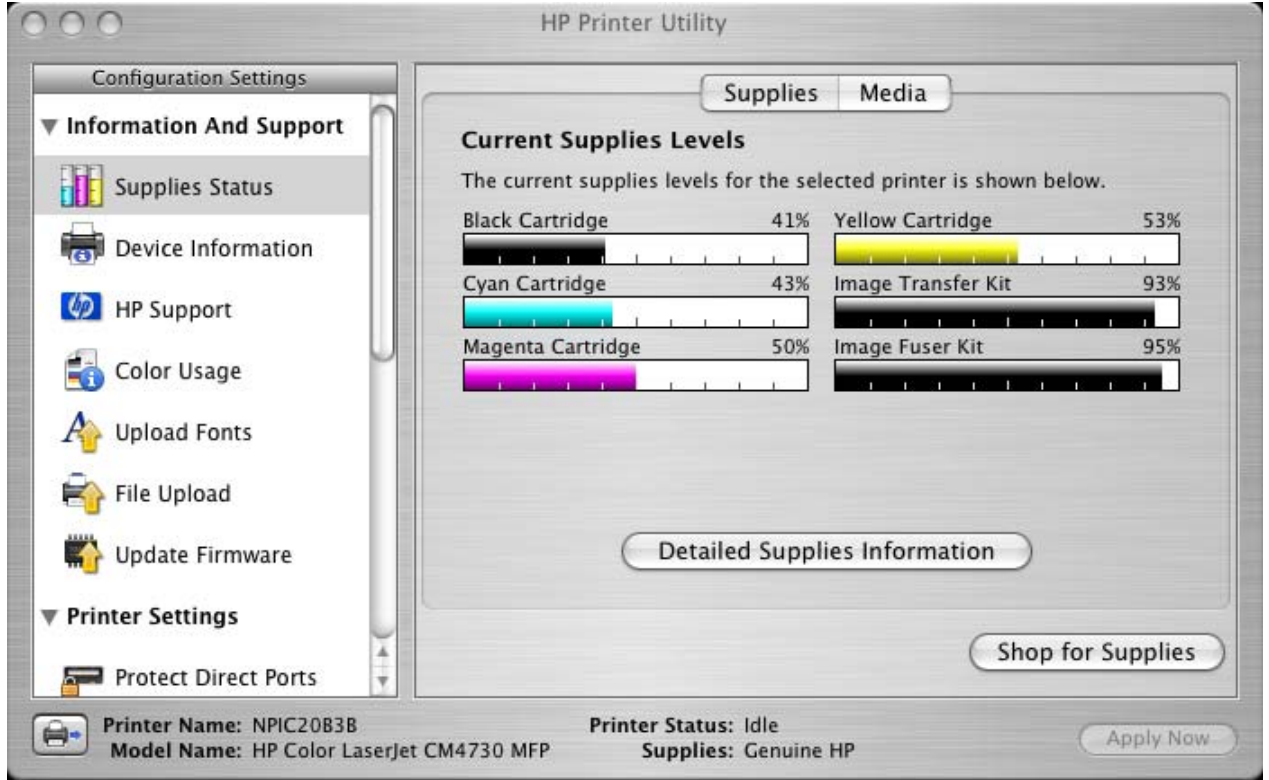 HP Printer Utility
Configuration Settings
Information And Support
Supplies Status
Device Information
HP Support
Color Usage
Upload Fonts
File Upload
Update Firmware
Printer Settings
Protect Direct Ports
Supplies Media
Current Supplies Levels
The current supplies levels for the selected printer is shown below.
Black Cartridge 41%
Yellow Cartridge 53%
Cyan Cartridge 43%
Image Transfer Kit 93%
Magenta Cartridge 50%
Image Fuser Kit 95%
Detailed Supplies Information
Shop for Supplies
Printer Name: NPIC20B3B
Model Name: HP Color LaserJet CM4730 MFP
Printer Status: Idle
Supplies: Genuine HP
Apply Now